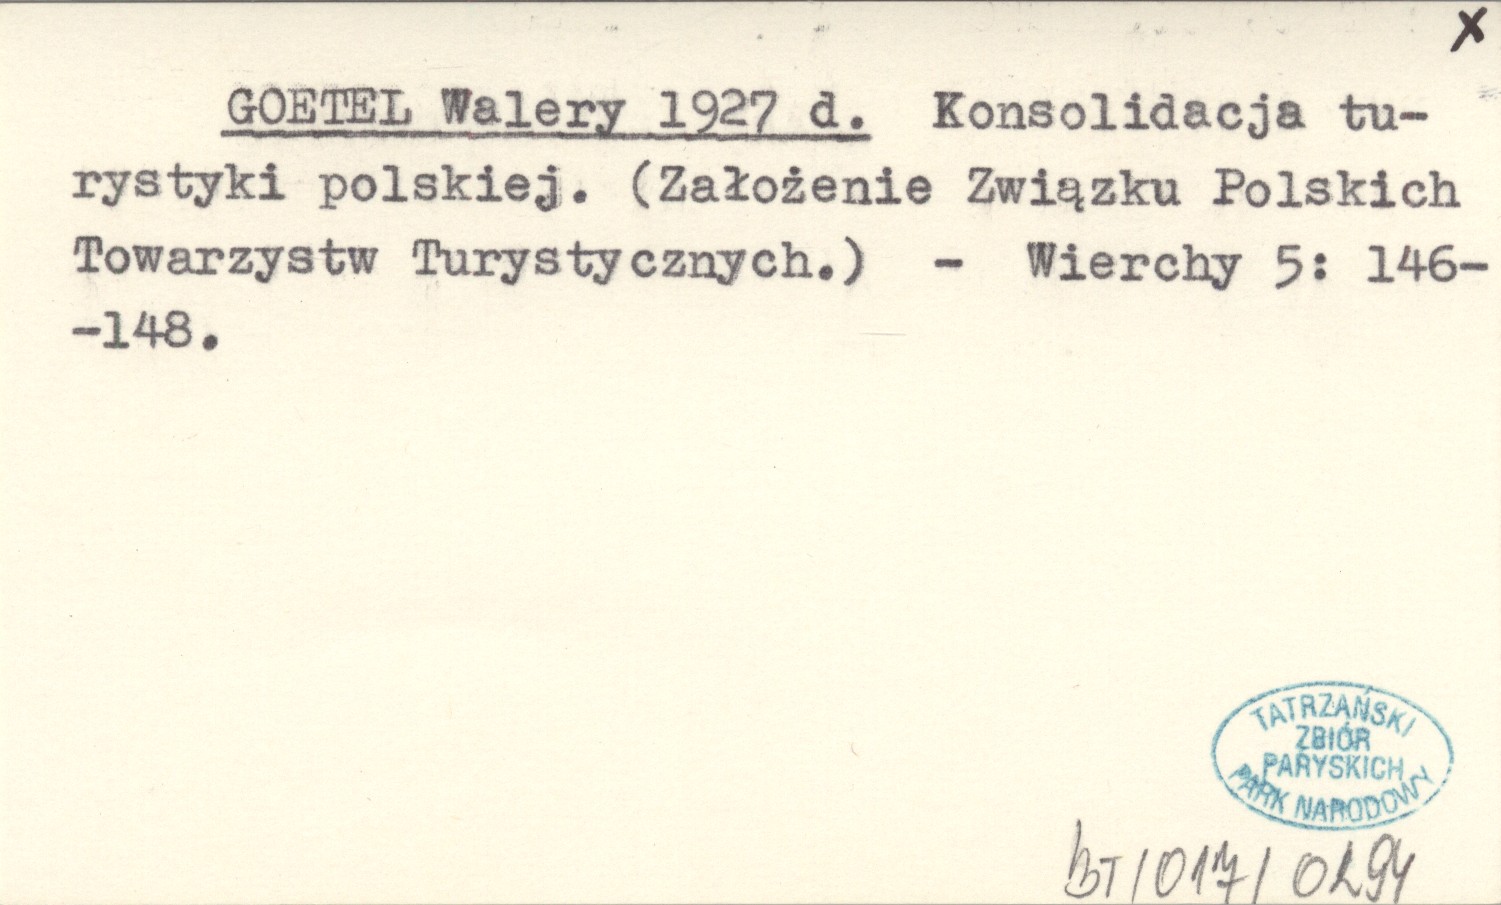 x
GOETEL Walery 1927 d. Konsolidacja tu-
rystyki polskiej. (Założenie Związku Polskich
Towarzystw Turystycznych.) - Wierchy 5: 146-
-148.
TATRZAŃSKI
ZBIÓR
PARYSKICH
PARK NARODOWY
BT/017/0294